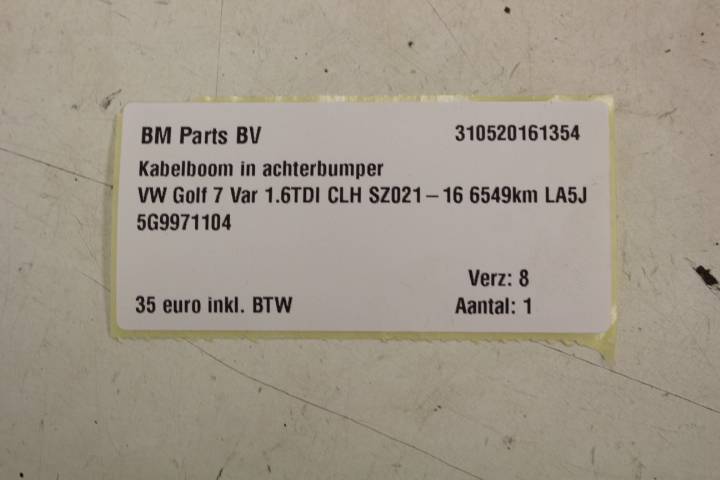 BM Parts BV 310520161354
Kabelboom in achterbumper
VW Golf 7 Var 1.6TDI CLH SZ021–16 6549km LA5J
5G9971104
Verz: 8
35 euro inkl. BTW Aantal: 1